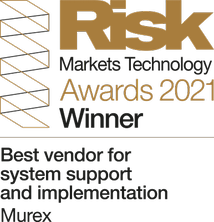 Risk
Markets Technology
Awards 2021
Winner
Best vendor for
system support
and implementation
Murex